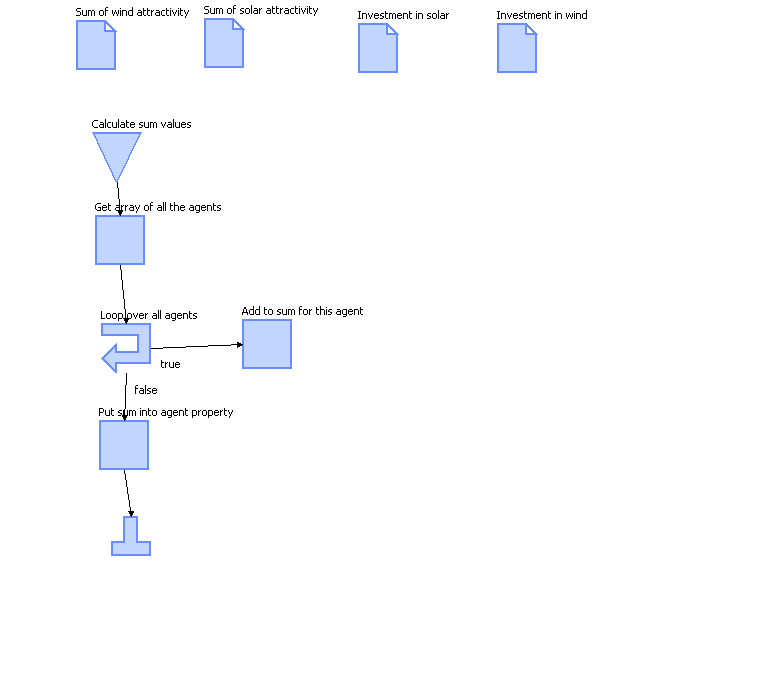 Sum of wind attractivity
Sum of solar attractivity
Investment in solar
Investment in wind
Calculate sum values
Get array of all the agents
Loop over all agents
Add to sum for this agent
true
false
Put sum into agent property